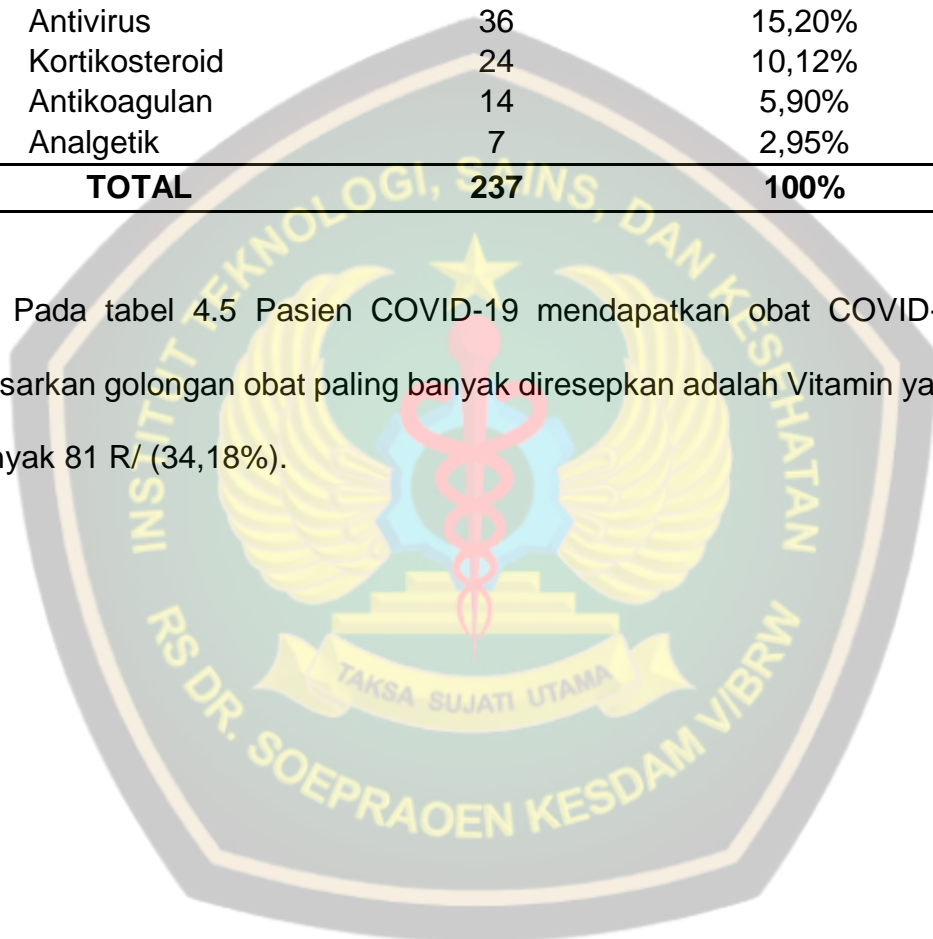 Antivirus 36 15,20%
Kortikosteroid 24 10,12%
Antikoagulan 14 5,90%
Analgetik 7 2,95%
TOTAL 237 100%
Pada tabel 4.5 Pasien COVID-19 mendapatkan obat COVID-
sarkan golongan obat paling banyak diresepkan adalah Vitamin ya
nyak 81 R/ (34,18%).
INSTITUT TEKNOLOGI, SAINS, DAN KESEHATAN
TAKSA SUJATI UTAMA
RS DR. SOEPRAOEN KESDAM V/BRW